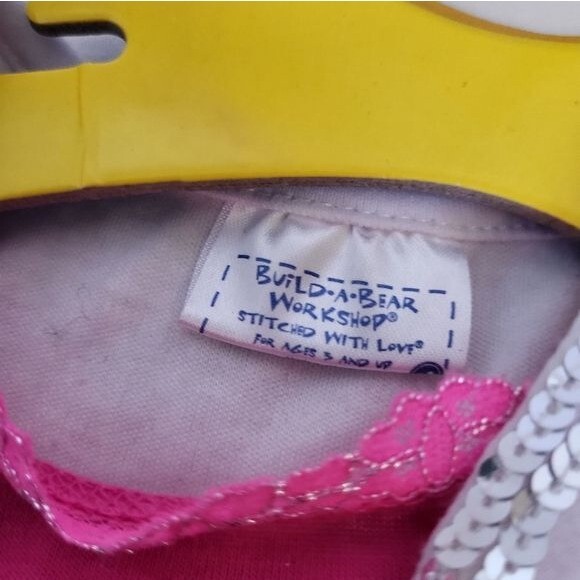 BUILD-A-BEAR
WORKSHOP®
STITCHED WITH LOVE®
FOR AGES 3 AND UP